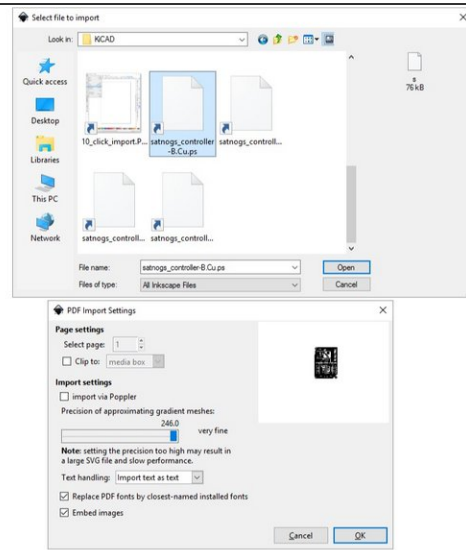 Select file to import
Look in:
KiCAD
Quick access
Desktop
Libraries
This PC
Network
10_click_import.P...
satnogs_controller
-B.Cu.ps
satnogs_controll...
satnogs_controll...
satnogs_controll...
s
76 kB
File name:
satnogs_controller-B.Cu.ps
Open
Files of type:
All Inkscape Files
Cancel
PDF Import Settings
Page settings
Select page: 1
Clip to: media box
Import settings
import via Poppler
Precision of approximating gradient meshes:
246.0
very fine
Note: setting the precision too high may result in
a large SVG file and slow performance.
Text handling: Import text as text
Replace PDF fonts by closest-named installed fonts
Embed images
Cancel
OK